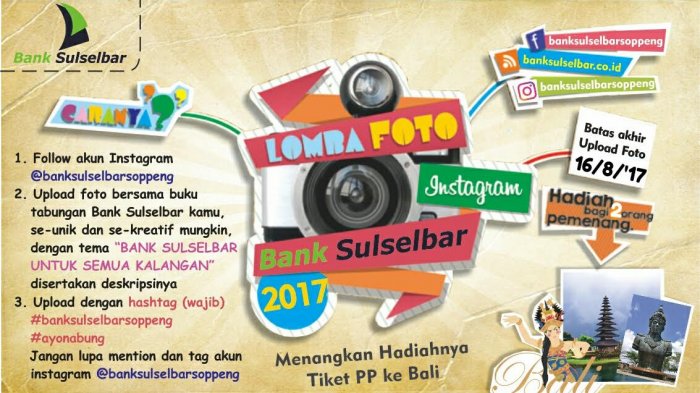 Bank Sulselbar
CARANYA???
1. Follow akun Instagram
@banksulselbarsoppeng
2. Upload foto bersama buku
tabungan Bank Sulselbar kamu,
se-unik dan se-kreatif mungkin,
dengan tema "BANK SULSELBAR
UNTUK SEMUA KALANGAN"
disertakan deskripsinya
3. Upload dengan hashtag (wajib)
#banksulselbarsoppeng
#ayonabung
Jangan lupa mention dan tag akun
instagram @banksulselbarsoppeng
LOMBA FOTO
Instagram
Bank Sulselbar
2017
Menangkan Hadiahnya
Tiket PP ke Bali
banksulselbarsoppeng
banksulselbar.co.id
banksulselbarsoppeng
Batas akhir
Upload Foto
16/8/'17
Hadiah
bagi 2 orang
pemenang.
Bali